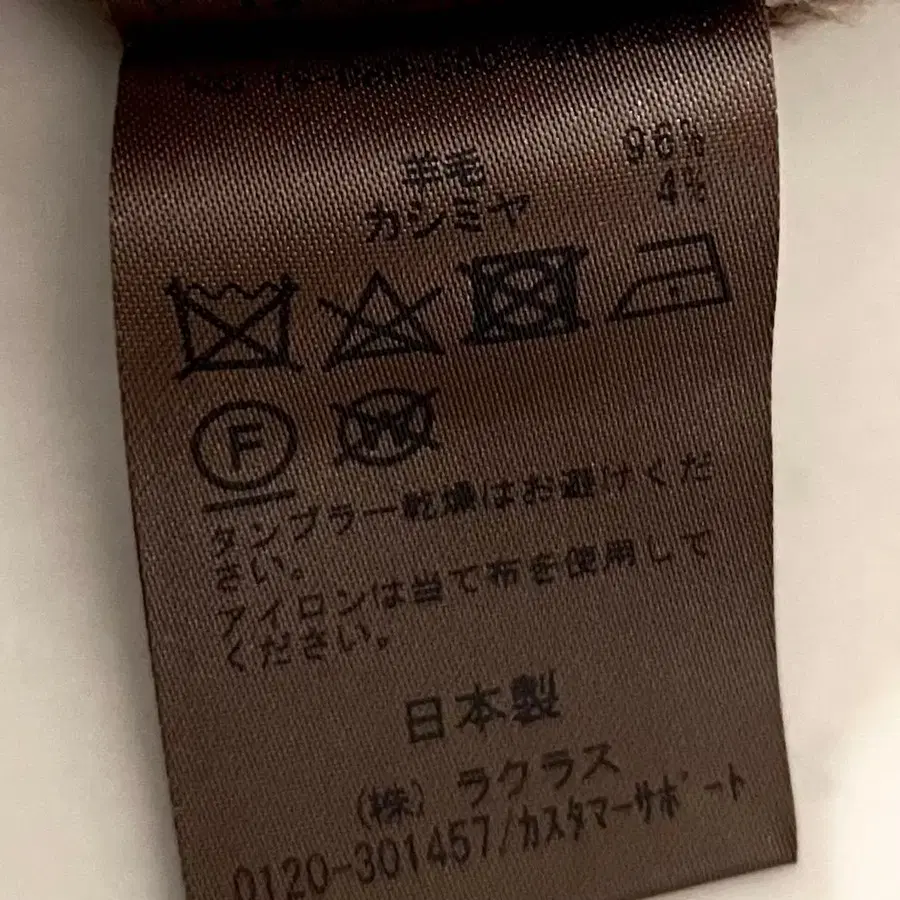 羊毛 96%
カシミヤ 4%
F
W
タンブラー乾燥はお避けくだ
さい。
アイロンは当て布を使用して
ください。
日本製
(株) ラクラス
0120-301457/カスタマーサポート